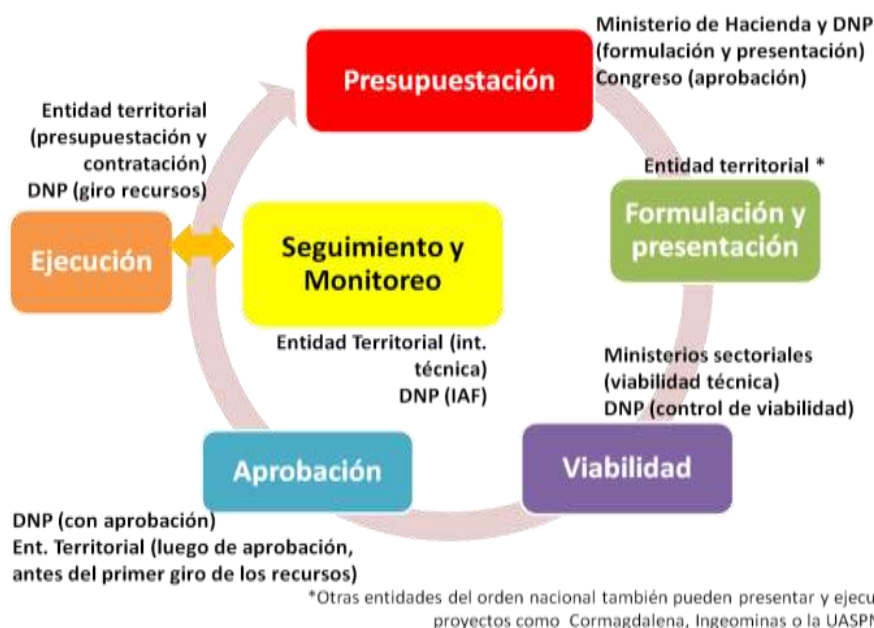 Presupuestación
Ministerio de Hacienda y DNP
(formulación y presentación)
Congreso (aprobación)
Entidad territorial *
Formulación y
presentación
Ministerios sectoriales
(viabilidad técnica)
DNP (control de viabilidad)
Viabilidad
Aprobación
DNP (con aprobación)
Ent. Territorial (luego de aprobación,
antes del primer giro de los recursos)
Entidad territorial
(presupuestación y
contratación)
DNP (giro recursos)
Ejecución
Seguimiento y
Monitoreo
Entidad Territorial (int.
técnica)
DNP (IAF)
*Otras entidades del orden nacional también pueden presentar y ejecu
proyectos como Cormagdalena, Ingeominas o la UASPN